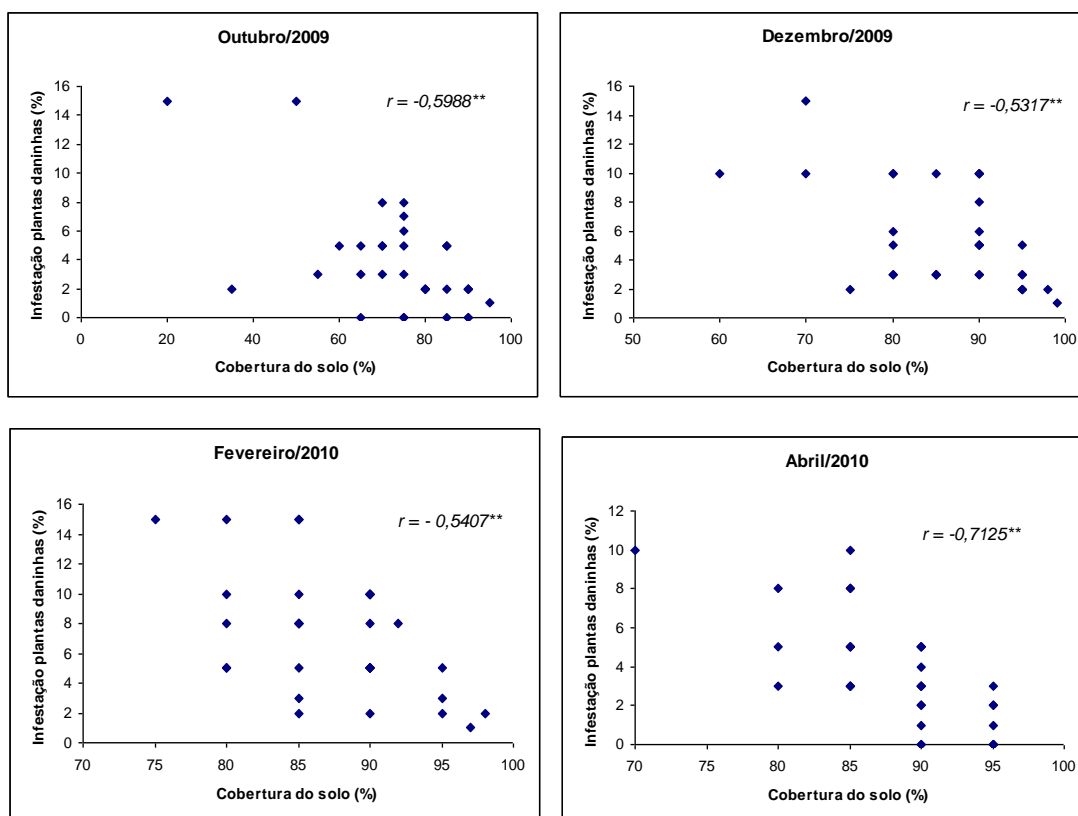 Outubro/2009
r = -0,5988**
Infestação plantas daninhas (%)
16
14
12
10
8
6
4
2
0
0 20 40 60 80 100
Cobertura do solo (%)
Dezembro/2009
r = -0,5317**
Infestação plantas daninhas (%)
16
14
12
10
8
6
4
2
0
50 55 60 65 70 75 80 85 90 95 100
Cobertura do solo (%)
Fevereiro/2010
r = - 0,5407**
Infestação plantas daninhas (%)
16
14
12
10
8
6
4
2
0
70 75 80 85 90 95 100
Cobertura do solo (%)
Abril/2010
r = -0,7125**
Infestação plantas daninhas (%)
12
10
8
6
4
2
0
70 75 80 85 90 95 100
Cobertura do solo (%)